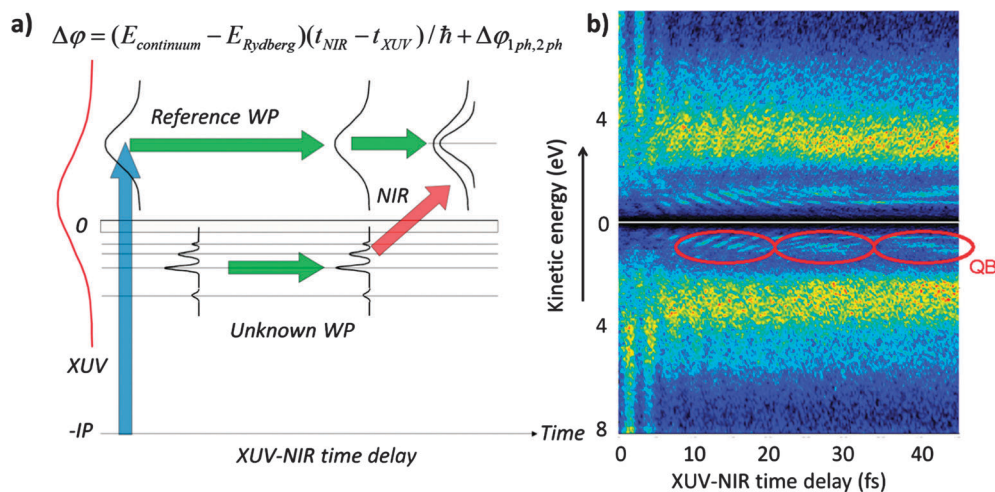 a)
Δφ = (E_continuum − E_Rydberg)(t_NIR − t_XUV)/ħ + Δφ_1ph,2ph
Reference WP
NIR
0
Unknown WP
XUV
-IP
Time
XUV-NIR time delay
b)
Kinetic energy (eV)
4
0
4
8
QB
0 10 20 30 40
XUV-NIR time delay (fs)